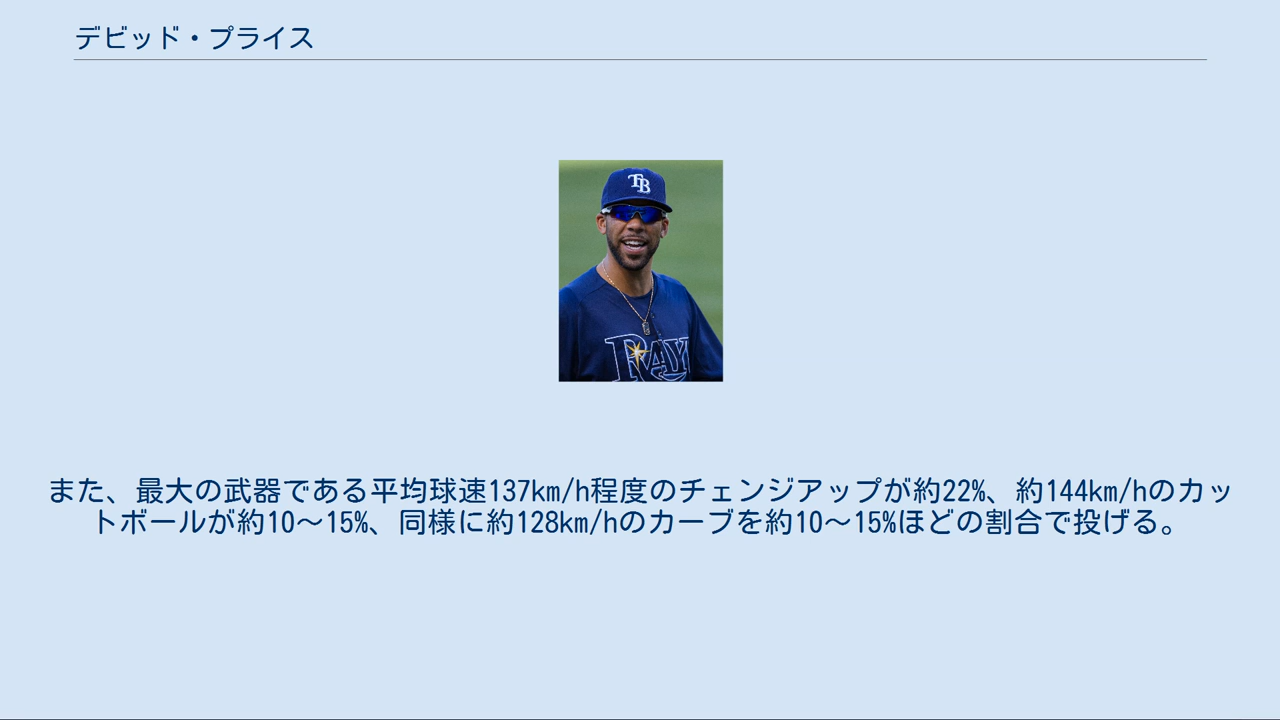 デビッド・プライス
TB
RAY
また、最大の武器である平均球速137km/h程度のチェンジアップが約22%、約144km/hのカッ
トボールが約10～15%、同様に約128km/hのカーブを約10～15%ほどの割合で投げる。